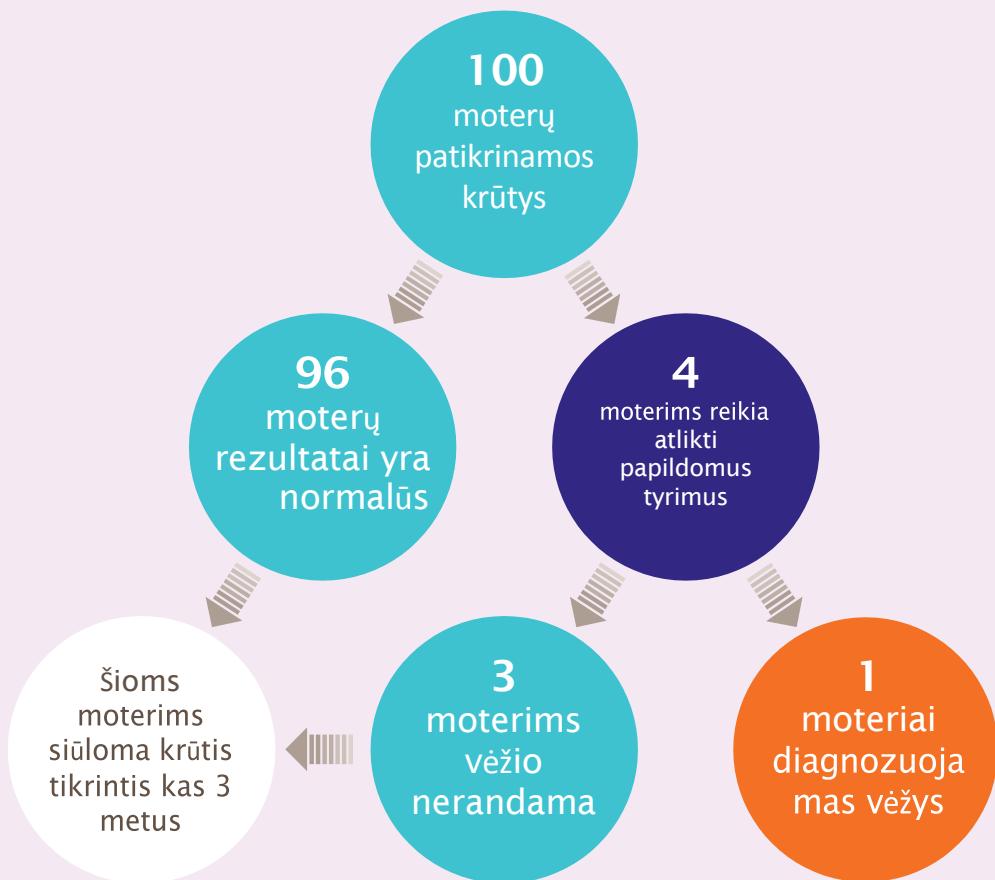 100
moterų
patikrinamos
krūtys
96
moterų
rezultatai yra
normalūs
4
moterims reikia
atlikti
papildomus
tyrimus
Šioms
moterims
siūloma krūtis
tikrintis kas 3
metus
3
moterims
vėžio
nerandama
1
moteriai
diagnozuoja
mas vėžys